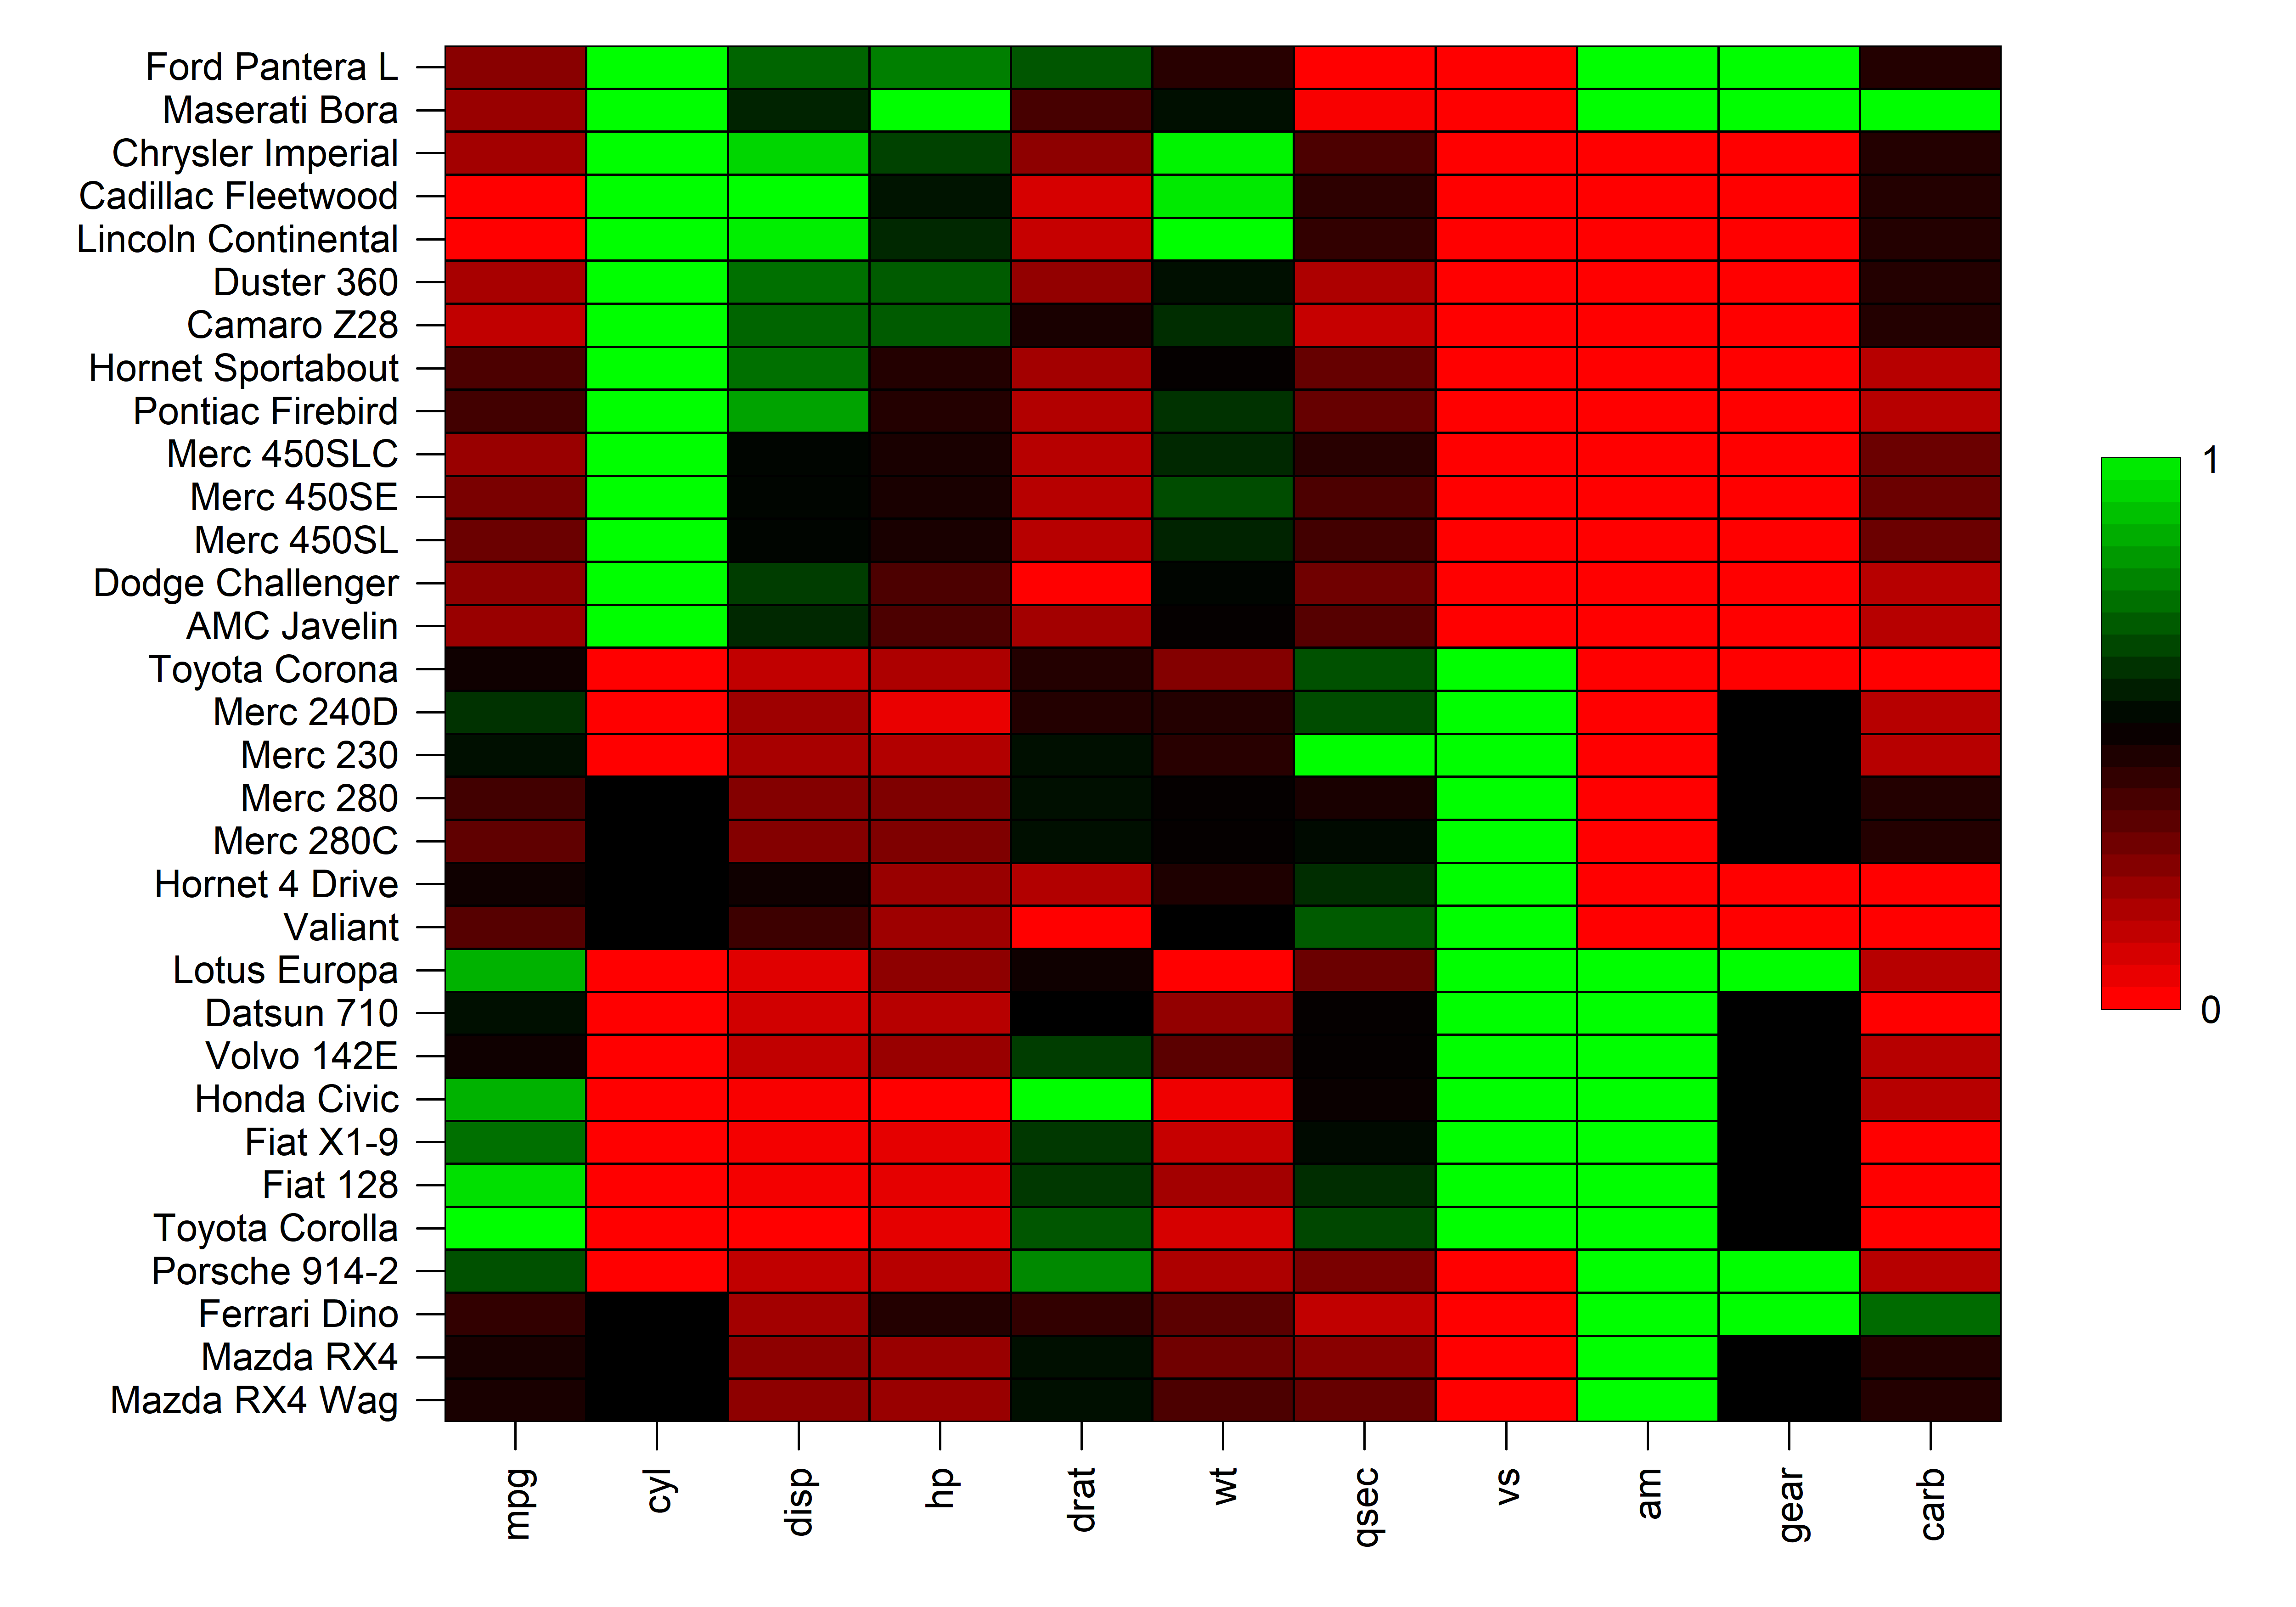 Ford Pantera L
Maserati Bora
Chrysler Imperial
Cadillac Fleetwood
Lincoln Continental
Duster 360
Camaro Z28
Hornet Sportabout
Pontiac Firebird
Merc 450SLC
Merc 450SE
Merc 450SL
Dodge Challenger
AMC Javelin
Toyota Corona
Merc 240D
Merc 230
Merc 280
Merc 280C
Hornet 4 Drive
Valiant
Lotus Europa
Datsun 710
Volvo 142E
Honda Civic
Fiat X1-9
Fiat 128
Toyota Corolla
Porsche 914-2
Ferrari Dino
Mazda RX4
Mazda RX4 Wag
mpg
cyl
disp
hp
drat
wt
qsec
vs
am
gear
carb
1
0